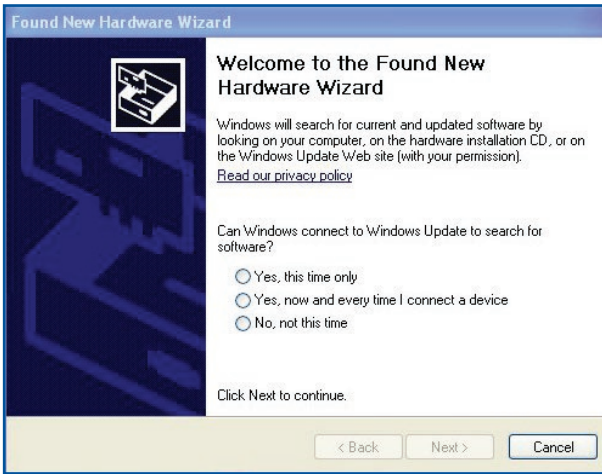 Found New Hardware Wizard
Welcome to the Found New
Hardware Wizard
Windows will search for current and updated software by
looking on your computer, on the hardware installation CD, or on
the Windows Update Web site (with your permission).
Read our privacy policy
Can Windows connect to Windows Update to search for
software?
Yes, this time only
Yes, now and every time I connect a device
No, not this time
Click Next to continue.
< Back Next > Cancel